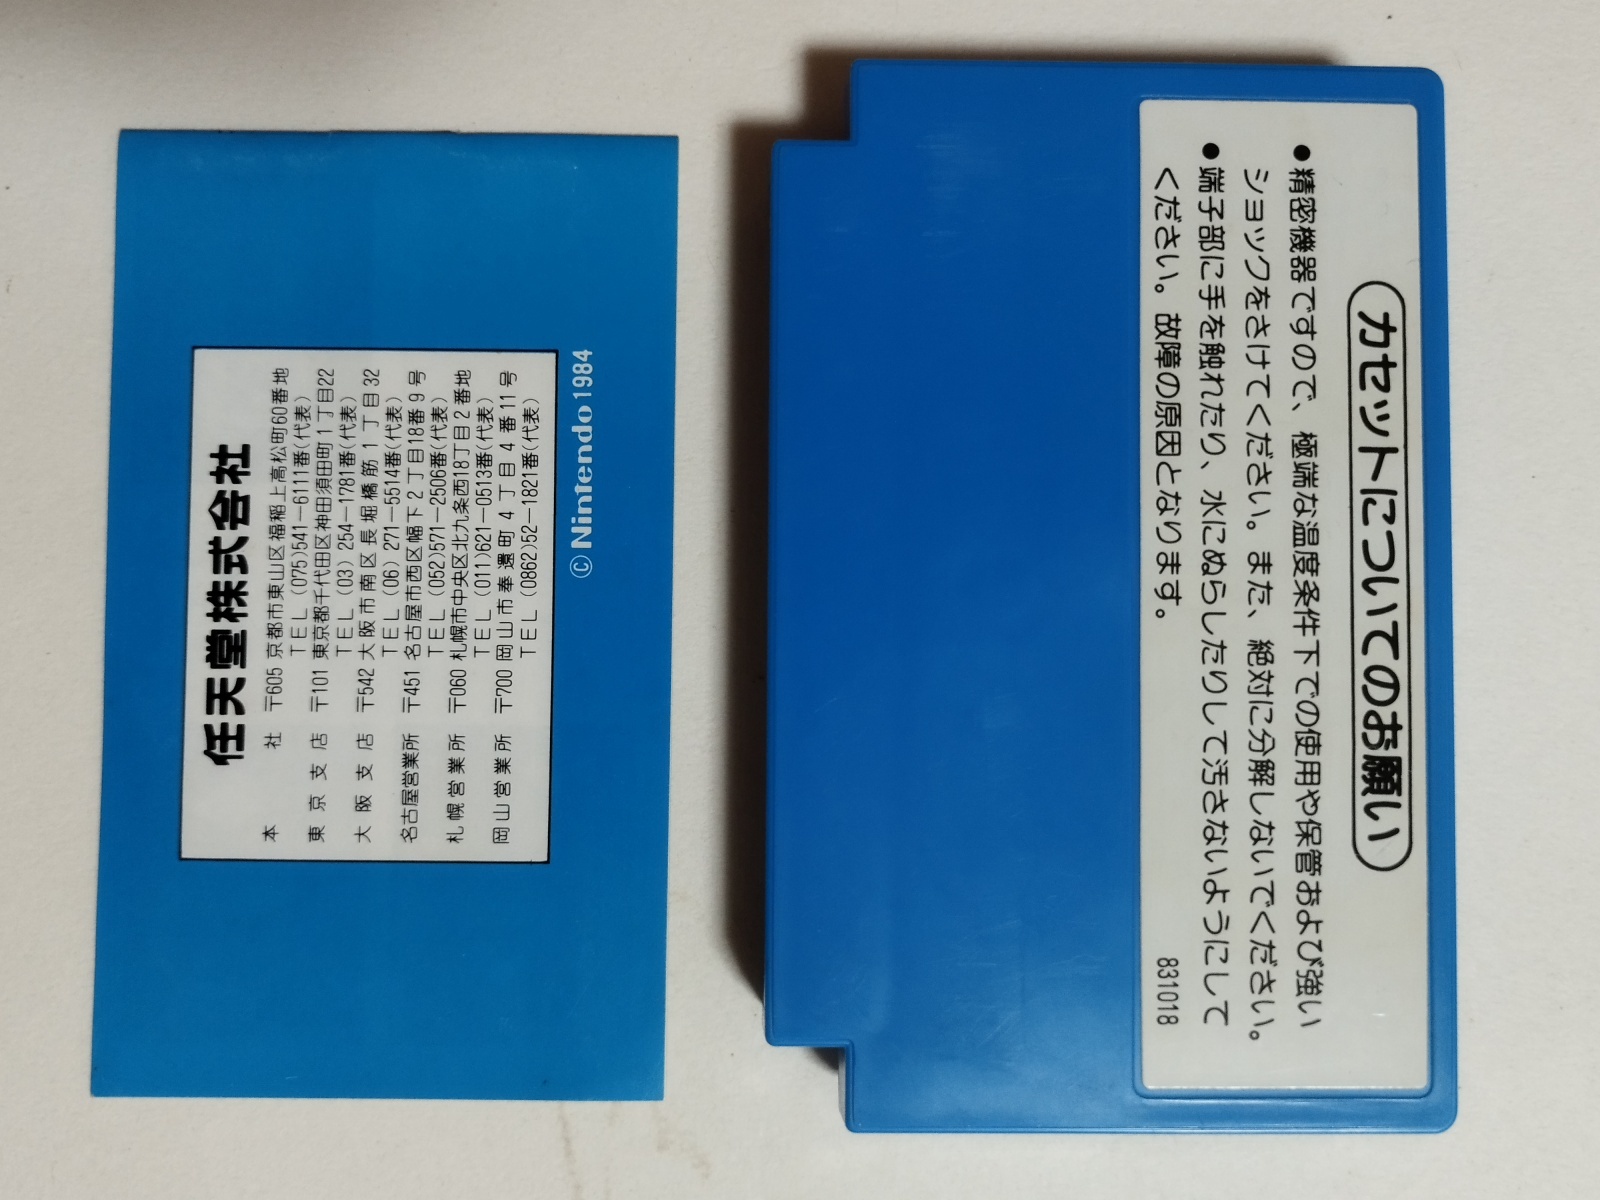 任天堂株式会社
本社 〒605 京都市東山区福稲上高松町60番地
TEL (075)541-6111番(代表)
東京支店 〒101 東京都千代田区神田須田町1丁目22
TEL (03) 254-1781番(代表)
大阪支店 〒542 大阪市南区長堀橋筋1丁目32
TEL (06) 271-5514番(代表)
名古屋営業所 〒451 名古屋市西区幅下2丁目18番9号
TEL (052)571-2506番(代表)
札幌営業所 〒060 札幌市中央区北九条西18丁目2番地
TEL (011)621-0513番(代表)
岡山営業所 〒700 岡山市奉還町4丁目4番11号
TEL (0862)52-1821番(代表)
©Nintendo1984
カセットについてのお願い
●精密機器ですので、極端な温度条件下での使用や保管および強い
ショックをさけてください。また、絶対に分解しないでください。
●端子部に手を触れたり、水にぬらしたりして汚さないようにして
ください。故障の原因となります。
831018